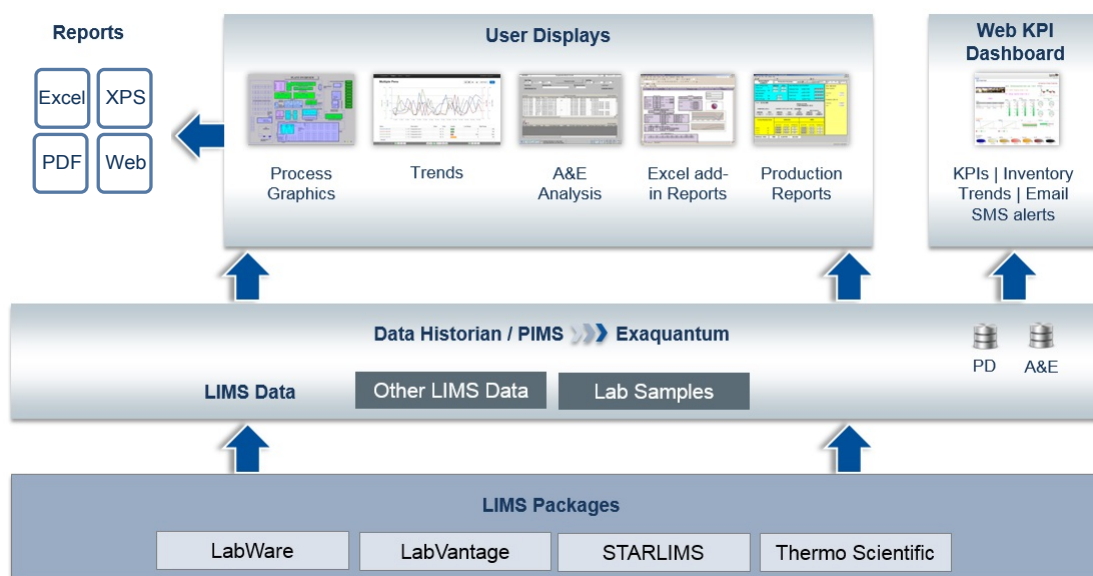 Reports
Excel
XPS
PDF
Web
User Displays
Process
Graphics
Trends
A&E
Analysis
Excel add-
in Reports
Production
Reports
Web KPI
Dashboard
KPIs | Inventory
Trends | Email
SMS alerts
Data Historian / PIMS
Exaquantum
PD
A&E
LIMS Data
Other LIMS Data
Lab Samples
LIMS Packages
LabWare
LabVantage
STARLIMS
Thermo Scientific